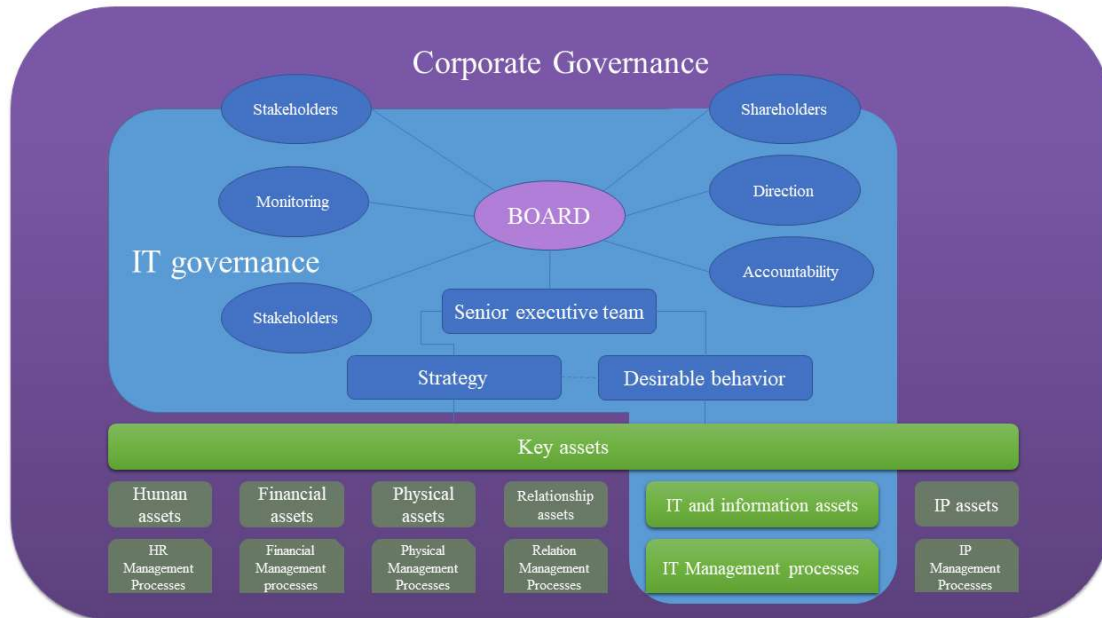 Corporate Governance
Stakeholders
Shareholders
Monitoring
BOARD
Direction
IT governance
Accountability
Stakeholders
Senior executive team
Strategy
Desirable behavior
Key assets
Human
assets
Financial
assets
Physical
assets
Relationship
assets
IT and information assets
IP assets
HR
Management
Processes
Financial
Management
processes
Physical
Management
Processes
Relation
Management
Processes
IT Management processes
IP
Management
Processes